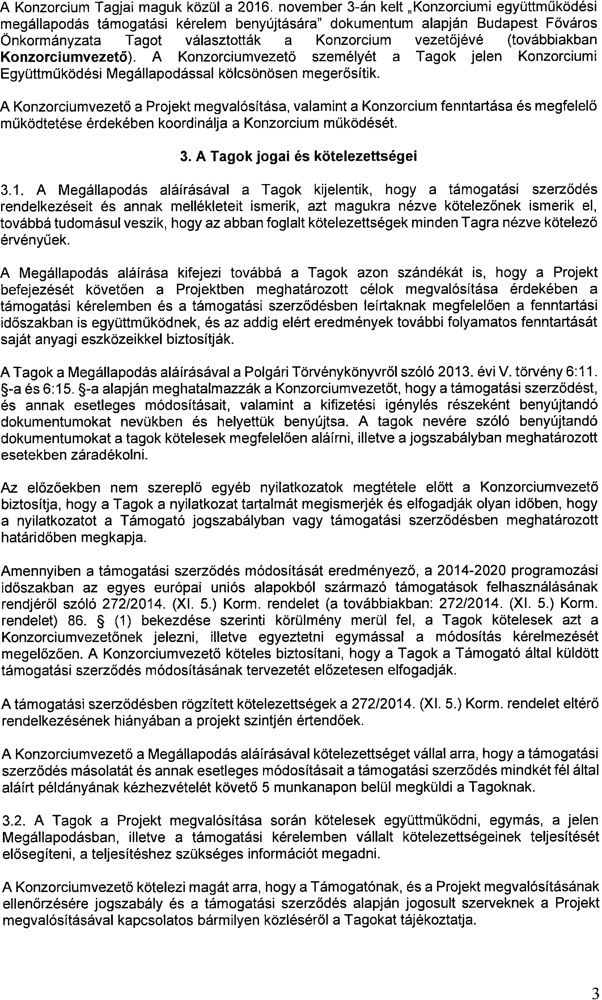 A Konzorcium Tagjai maguk közül a 2016. november 3-án kelt „Konzorciumi együttműködési
megállapodás támogatási kérelem benyújtására” dokumentum alapján Budapest Főváros
Önkormányzata Tagot választották a Konzorcium vezetőjévé (továbbiakban
Konzorciumvezető). A Konzorciumvezető személyét a Tagok jelen Konzorciumi
Együttműködési Megállapodással kölcsönösen megerősítik.
A Konzorciumvezető a Projekt megvalósítása, valamint a Konzorcium fenntartása és megfelelő
működtetése érdekében koordinálja a Konzorcium működését.
3. A Tagok jogai és kötelezettségei
3.1. A Megállapodás aláírásával a Tagok kijelentik, hogy a támogatási szerződés
rendelkezéseit és annak mellékleteit ismerik, azt magukra nézve kötelezőnek ismerik el,
továbbá tudomásul veszik, hogy az abban foglalt kötelezettségek minden Tagra nézve kötelező
érvényűek.
A Megállapodás aláírása kifejezi továbbá a Tagok azon szándékát is, hogy a Projekt
befejezését követően a Projektben meghatározott célok megvalósítása érdekében a
támogatási kérelemben és a támogatási szerződésben leírtaknak megfelelően a fenntartási
időszakban is együttműködnek, és az addig elért eredmények további folyamatos fenntartását
saját anyagi eszközeikkel biztosítják.
A Tagok a Megállapodás aláírásával a Polgári Törvénykönyvről szóló 2013. évi V. törvény 6:11.
§-a és 6:15. §-a alapján meghatalmazzák a Konzorciumvezetőt, hogy a támogatási szerződést,
és annak esetleges módosításait, valamint a kifizetési igénylés részeként benyújtandó
dokumentumokat nevükben és helyettük benyújtsa. A tagok nevére szóló benyújtandó
dokumentumokat a tagok kötelesek megfelelően aláírni, illetve a jogszabályban meghatározott
esetekben záradékolni.
Az előzőekben nem szereplő egyéb nyilatkozatok megtétele előtt a Konzorciumvezető
biztosítja, hogy a Tagok a nyilatkozat tartalmát megismerjék és elfogadják olyan időben, hogy
a nyilatkozatot a Támogató jogszabályban vagy támogatási szerződésben meghatározott
határidőben megkapja.
Amennyiben a támogatási szerződés módosítását eredményező, a 2014-2020 programozási
időszakban az egyes európai uniós alapokból származó támogatások felhasználásának
rendjéről szóló 272/2014. (XI. 5.) Korm. rendelet (a továbbiakban: 272/2014. (XI. 5.) Korm.
rendelet) 86. § (1) bekezdése szerinti körülmény merül fel, a Tagok kötelesek azt a
Konzorciumvezetőnek jelezni, illetve egyeztetni egymással a módosítás kérelmezését
megelőzően. A Konzorciumvezető köteles biztosítani, hogy a Tagok a Támogató által küldött
támogatási szerződés módosításának tervezetét előzetesen elfogadják.
A támogatási szerződésben rögzített kötelezettségek a 272/2014. (XI. 5.) Korm. rendelet eltérő
rendelkezésének hiányában a projekt szintjén értendőek.
A Konzorciumvezető a Megállapodás aláírásával kötelezettséget vállal arra, hogy a támogatási
szerződés másolatát és annak esetleges módosításait a támogatási szerződés mindkét fél által
aláírt példányának kézhezvételét követő 5 munkanapon belül megküldi a Tagoknak.
3.2. A Tagok a Projekt megvalósítása során kötelesek együttműködni, egymás, a jelen
Megállapodásban, illetve a támogatási kérelemben vállalt kötelezettségeinek teljesítését
elősegíteni, a teljesítéshez szükséges információt megadni.
A Konzorciumvezető kötelezi magát arra, hogy a Támogatónak, és a Projekt megvalósításának
ellenőrzésére jogszabály és a támogatási szerződés alapján jogosult szerveknek a Projekt
megvalósításával kapcsolatos bármilyen közléséről a Tagokat tájékoztatja.
3